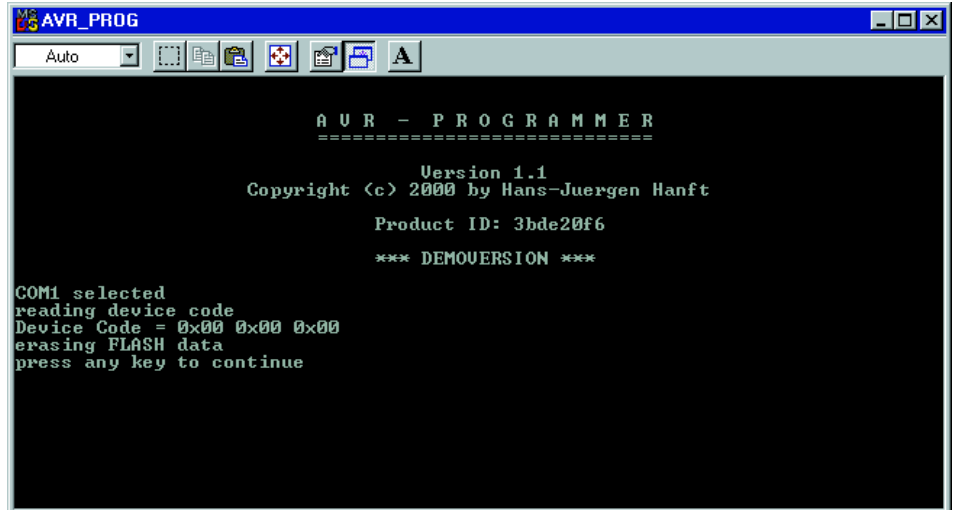 AVR_PROG
Auto
A
A V R - P R O G R A M M E R
=============================
Version 1.1
Copyright (c) 2000 by Hans-Juergen Hanft
Product ID: 3bde20f6
*** DEMOVERSION ***
COM1 selected
reading device code
Device Code = 0x00 0x00 0x00
erasing FLASH data
press any key to continue